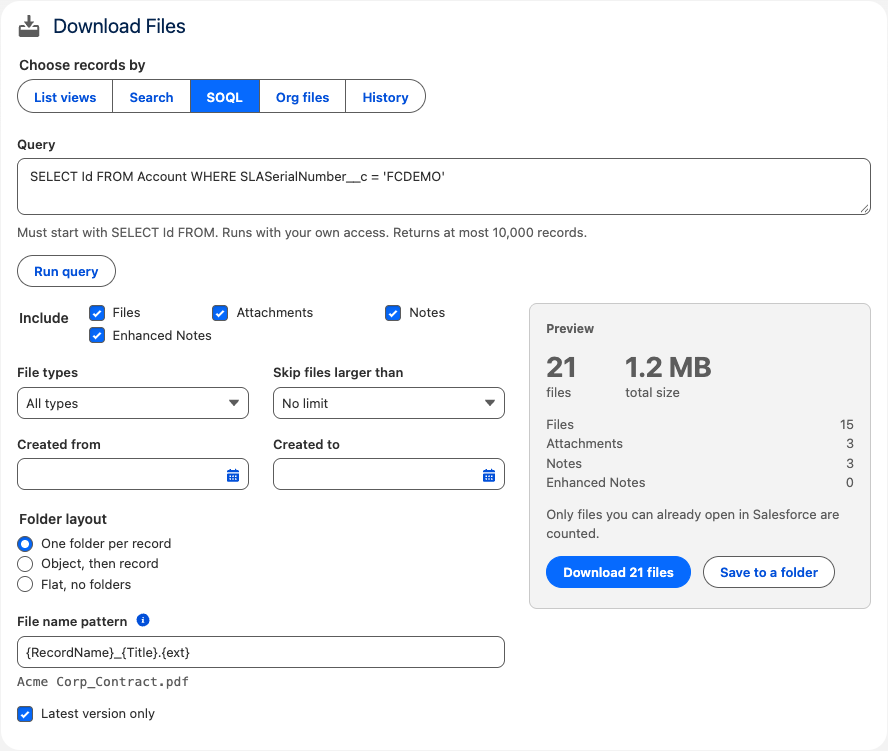 Download Files
Choose records by
List views
Search
SOQL
Org files
History
Query
SELECT Id FROM Account WHERE SLASerialNumber__c = 'FCDEMO'
Must start with SELECT Id FROM. Runs with your own access. Returns at most 10,000 records.
Run query
Include
Files
Attachments
Notes
Enhanced Notes
File types
All types
Skip files larger than
No limit
Created from
Created to
Folder layout
One folder per record
Object, then record
Flat, no folders
File name pattern
{RecordName}_{Title}.{ext}
Acme Corp_Contract.pdf
Latest version only
Preview
21
files
1.2 MB
total size
Files 15
Attachments 3
Notes 3
Enhanced Notes 0
Only files you can already open in Salesforce are
counted.
Download 21 files
Save to a folder